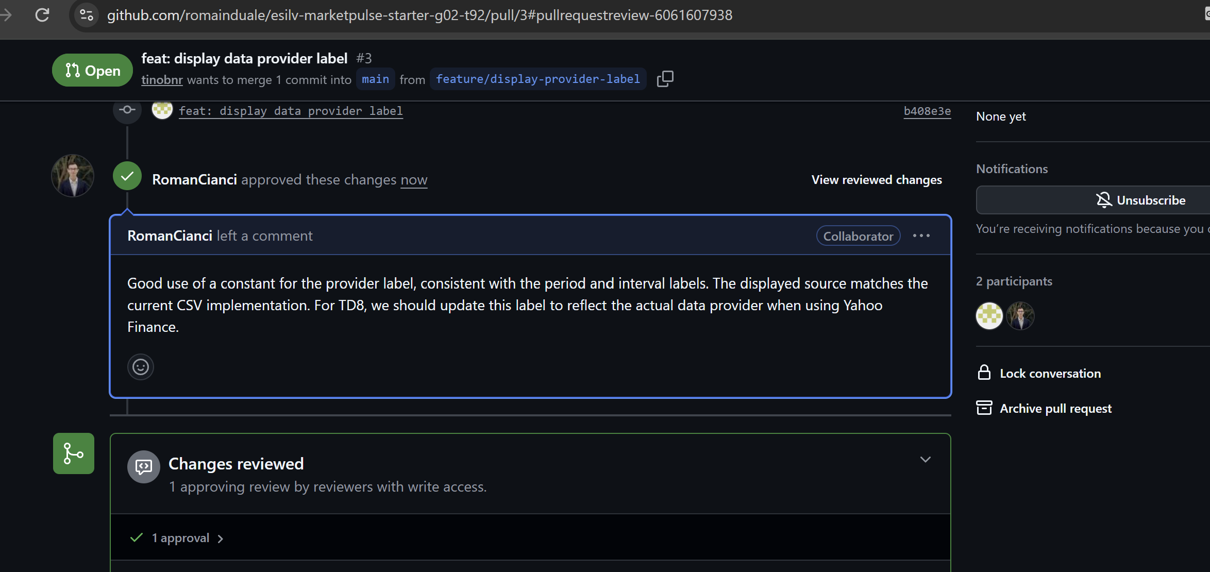 github.com/romainduale/esilv-marketpulse-starter-g02-t92/pull/3#pullrequestreview-6061607938
Open
feat: display data provider label #3
tinobnr wants to merge 1 commit into main from feature/display-provider-label
feat: display data provider label b408e3e
None yet
RomanCianci approved these changes now
View reviewed changes
Notifications
Unsubscribe
You're receiving notifications because you
RomanCianci left a comment
Collaborator
Good use of a constant for the provider label, consistent with the period and interval labels. The displayed source matches the
current CSV implementation. For TD8, we should update this label to reflect the actual data provider when using Yahoo
Finance.
2 participants
Lock conversation
Archive pull request
Changes reviewed
1 approving review by reviewers with write access.
1 approval